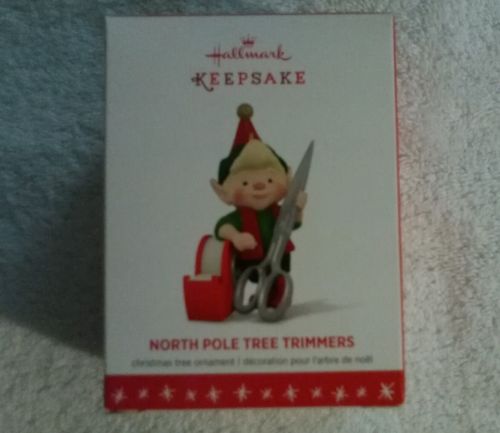 Hallmark
KEEPSAKE
NORTH POLE TREE TRIMMERS
christmas tree ornament | décoration pour l'arbre de noël